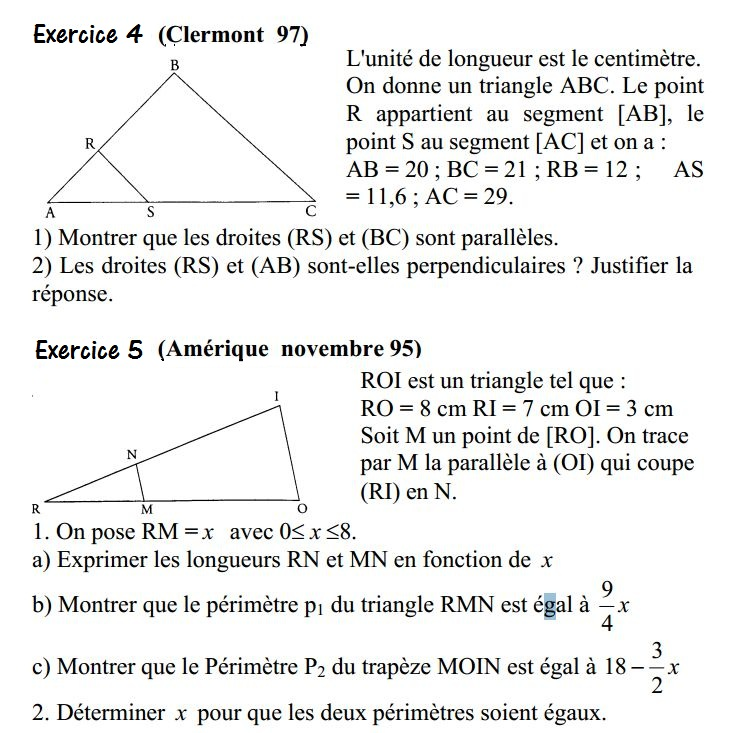 Exercice 4 (Clermont 97)
L'unité de longueur est le centimètre.
On donne un triangle ABC. Le point
R appartient au segment [AB], le
point S au segment [AC] et on a :
AB = 20 ; BC = 21 ; RB = 12 ; AS
= 11,6 ; AC = 29.
B
R
A
S
C
1) Montrer que les droites (RS) et (BC) sont parallèles.
2) Les droites (RS) et (AB) sont-elles perpendiculaires ? Justifier la
réponse.
Exercice 5 (Amérique novembre 95)
ROI est un triangle tel que :
RO = 8 cm RI = 7 cm OI = 3 cm
Soit M un point de [RO]. On trace
par M la parallèle à (OI) qui coupe
(RI) en N.
I
N
R
M
O
1. On pose RM = x avec 0≤ x ≤8.
a) Exprimer les longueurs RN et MN en fonction de x
b) Montrer que le périmètre p₁ du triangle RMN est égal à 9/4 x
c) Montrer que le Périmètre P₂ du trapèze MOIN est égal à 18 − 3/2 x
2. Déterminer x pour que les deux périmètres soient égaux.